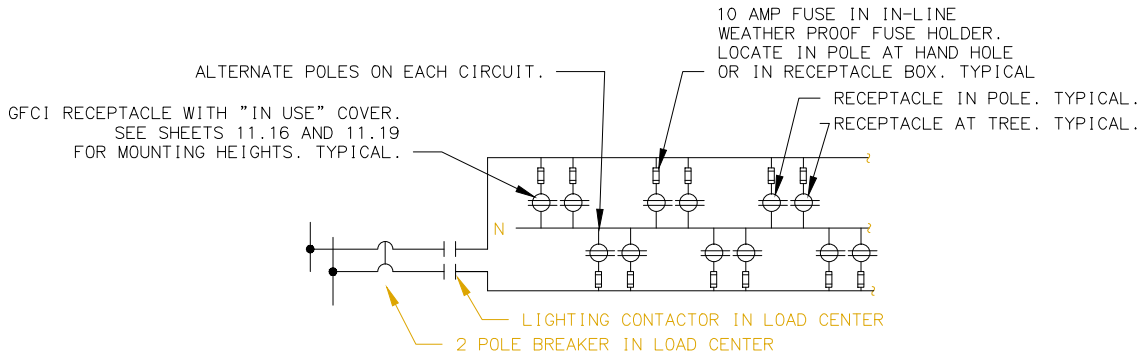 10 AMP FUSE IN IN-LINE
WEATHER PROOF FUSE HOLDER.
LOCATE IN POLE AT HAND HOLE
OR IN RECEPTACLE BOX. TYPICAL
ALTERNATE POLES ON EACH CIRCUIT.
GFCI RECEPTACLE WITH "IN USE" COVER.
SEE SHEETS 11.16 AND 11.19
FOR MOUNTING HEIGHTS. TYPICAL.
RECEPTACLE IN POLE. TYPICAL.
RECEPTACLE AT TREE. TYPICAL.
N
LIGHTING CONTACTOR IN LOAD CENTER
2 POLE BREAKER IN LOAD CENTER